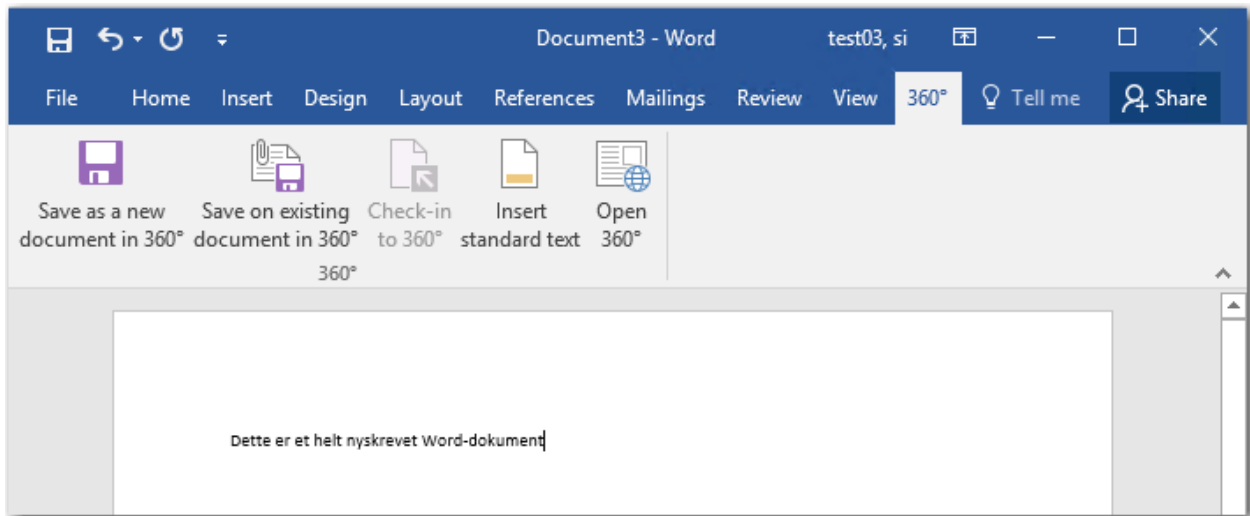 Document3 - Word test03, si
File Home Insert Design Layout References Mailings Review View 360° Tell me Share
Save as a new Save on existing Check-in Insert Open
document in 360° document in 360° to 360° standard text 360°
360°
Dette er et helt nyskrevet Word-dokument